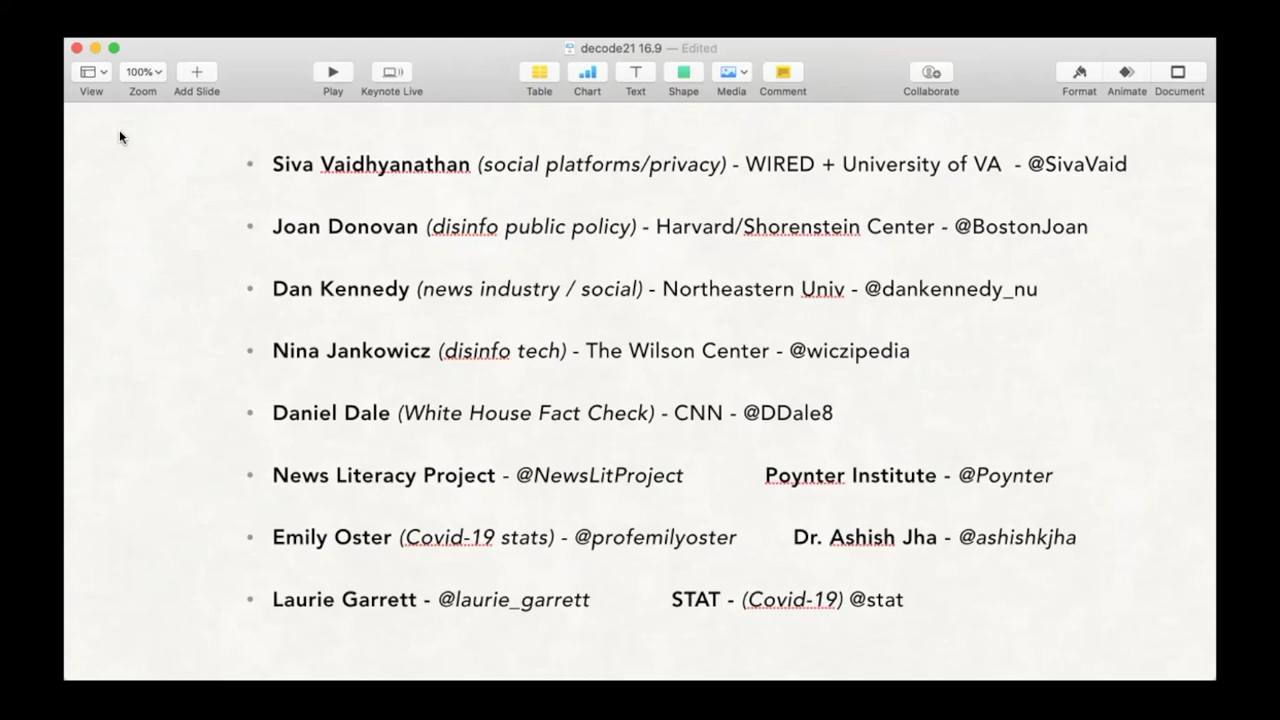 decode21 16.9 — Edited
100%
View Zoom Add Slide Play Keynote Live Table Chart Text Shape Media Comment Collaborate Format Animate Document
• Siva Vaidhyanathan (social platforms/privacy) - WIRED + University of VA - @SivaVaid
• Joan Donovan (disinfo public policy) - Harvard/Shorenstein Center - @BostonJoan
• Dan Kennedy (news industry / social) - Northeastern Univ - @dankennedy_nu
• Nina Jankowicz (disinfo tech) - The Wilson Center - @wiczipedia
• Daniel Dale (White House Fact Check) - CNN - @DDale8
• News Literacy Project - @NewsLitProject Poynter Institute - @Poynter
• Emily Oster (Covid-19 stats) - @profemilyoster Dr. Ashish Jha - @ashishkjha
• Laurie Garrett - @laurie_garrett STAT - (Covid-19) @stat